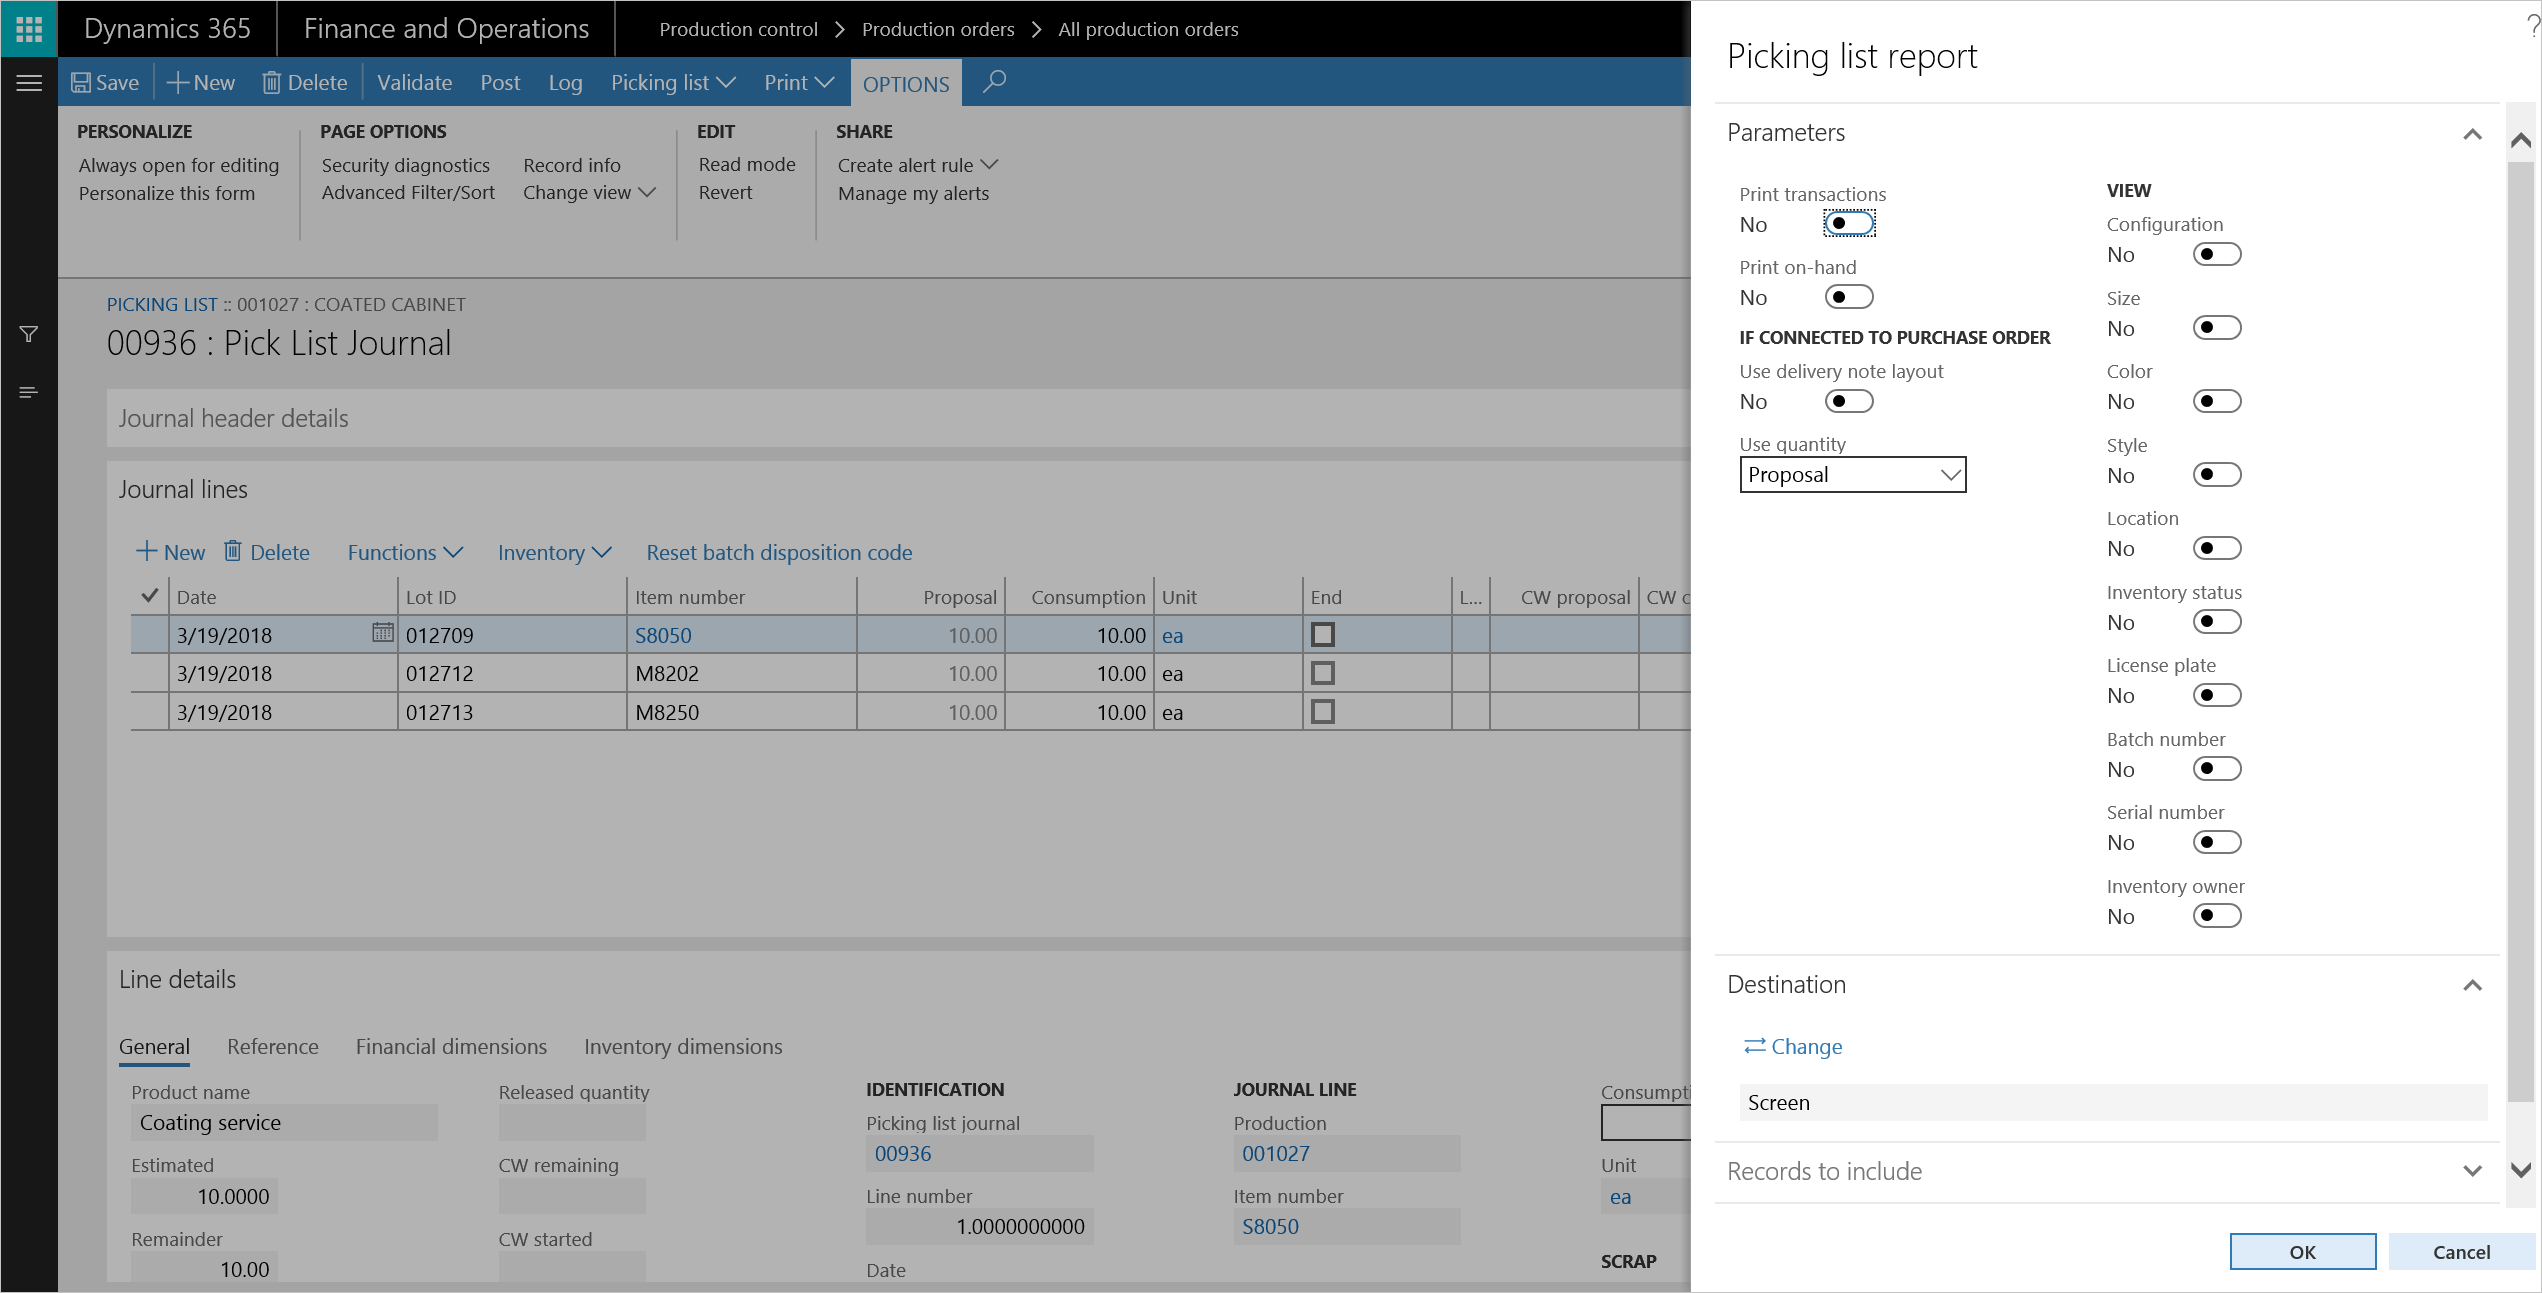 Dynamics 365
Finance and Operations
Production control > Production orders > All production orders
?
Save
New
Delete
Validate
Post
Log
Picking list
Print
OPTIONS
PERSONALIZE
Always open for editing
Personalize this form
PAGE OPTIONS
Security diagnostics
Advanced Filter/Sort
Record info
Change view
EDIT
Read mode
Revert
SHARE
Create alert rule
Manage my alerts
PICKING LIST :: 001027 : COATED CABINET
00936 : Pick List Journal
Journal header details
Journal lines
New
Delete
Functions
Inventory
Reset batch disposition code
Date Lot ID Item number Proposal Consumption Unit End L... CW proposal CW c
3/19/2018 012709 S8050 10.00 10.00 ea
3/19/2018 012712 M8202 10.00 10.00 ea
3/19/2018 012713 M8250 10.00 10.00 ea
Line details
General Reference Financial dimensions Inventory dimensions
Product name
Coating service
Estimated
10.0000
Remainder
10.00
Released quantity
CW remaining
CW started
IDENTIFICATION
Picking list journal
00936
Line number
1.0000000000
Date
JOURNAL LINE
Production
001027
Item number
S8050
Consumpti
Unit
ea
SCRAP
Picking list report
Parameters
Print transactions
No
Print on-hand
No
IF CONNECTED TO PURCHASE ORDER
Use delivery note layout
No
Use quantity
Proposal
VIEW
Configuration
No
Size
No
Color
No
Style
No
Location
No
Inventory status
No
License plate
No
Batch number
No
Serial number
No
Inventory owner
No
Destination
Change
Screen
Records to include
OK
Cancel